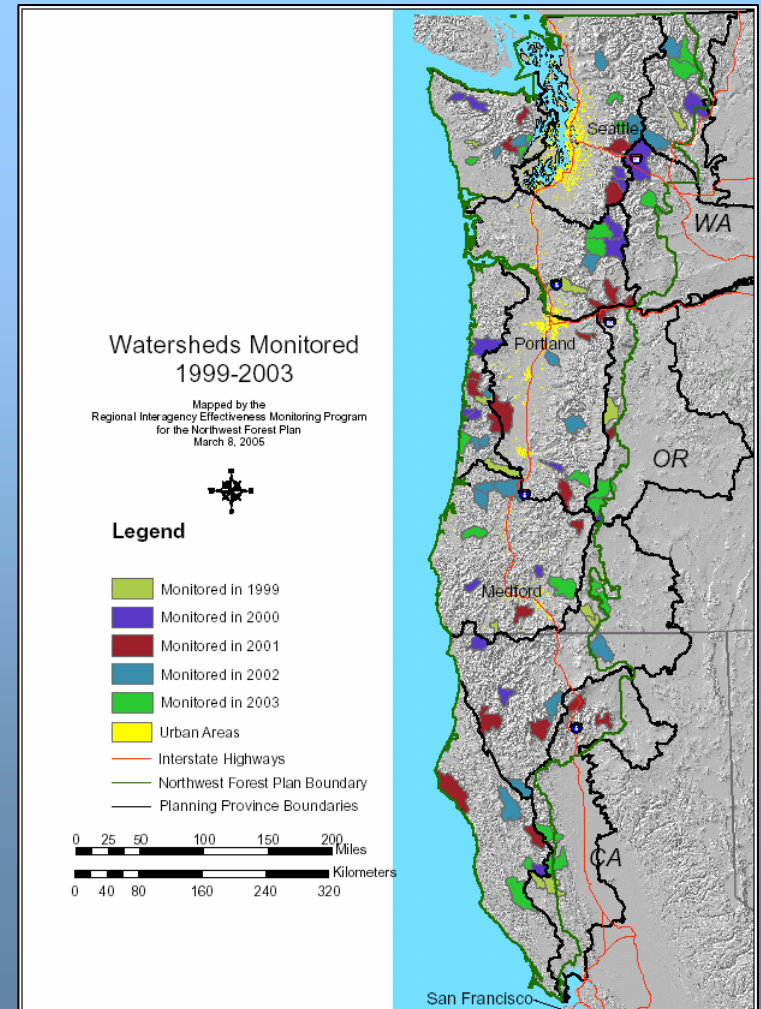 Watersheds Monitored
1999-2003
Mapped by the
Regional Interagency Effectiveness Monitoring Program
for the Northwest Forest Plan
March 8, 2005
N
W E
S
Legend
Monitored in 1999
Monitored in 2000
Monitored in 2001
Monitored in 2002
Monitored in 2003
Urban Areas
Interstate Highways
Northwest Forest Plan Boundary
Planning Province Boundaries
0 25 50 100 150 200
Miles
Kilometers
0 40 80 160 240 320
Seattle
WA
Portland
OR
Medford
CA
San Francisco